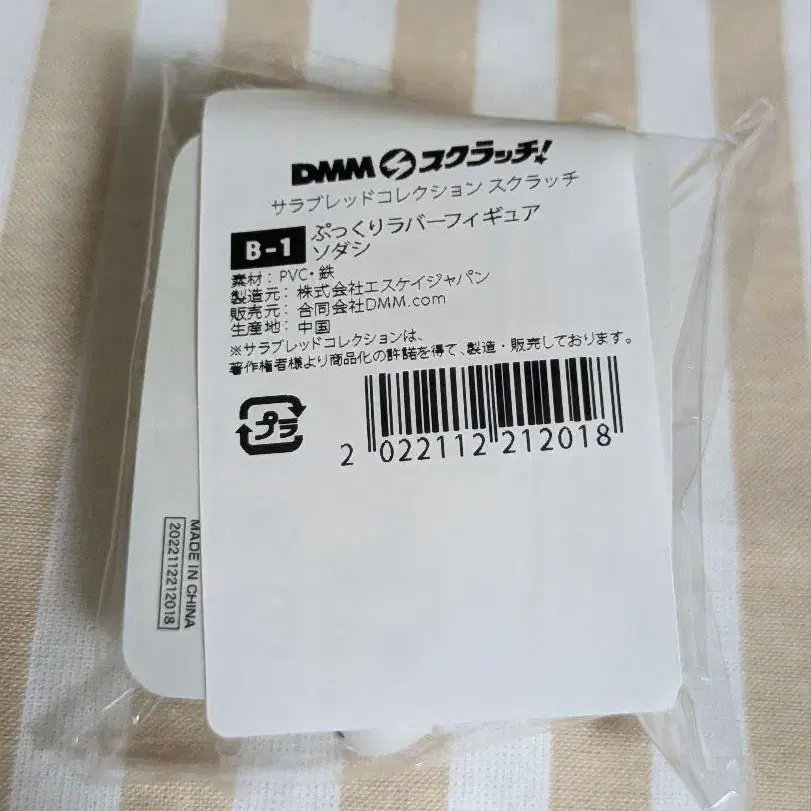 DMM スクラッチ!
サラブレッドコレクション スクラッチ
B-1 ぷっくりラバーフィギュア
ソダシ
素材：PVC・鉄
製造元：株式会社エスケイジャパン
販売元：合同会社DMM.com
生産地：中国
※サラブレッドコレクションは、
著作権者様より商品化の許諾を得て、製造・販売しております。
プラ
2 022112 212018
MADE IN CHINA
2022112212018